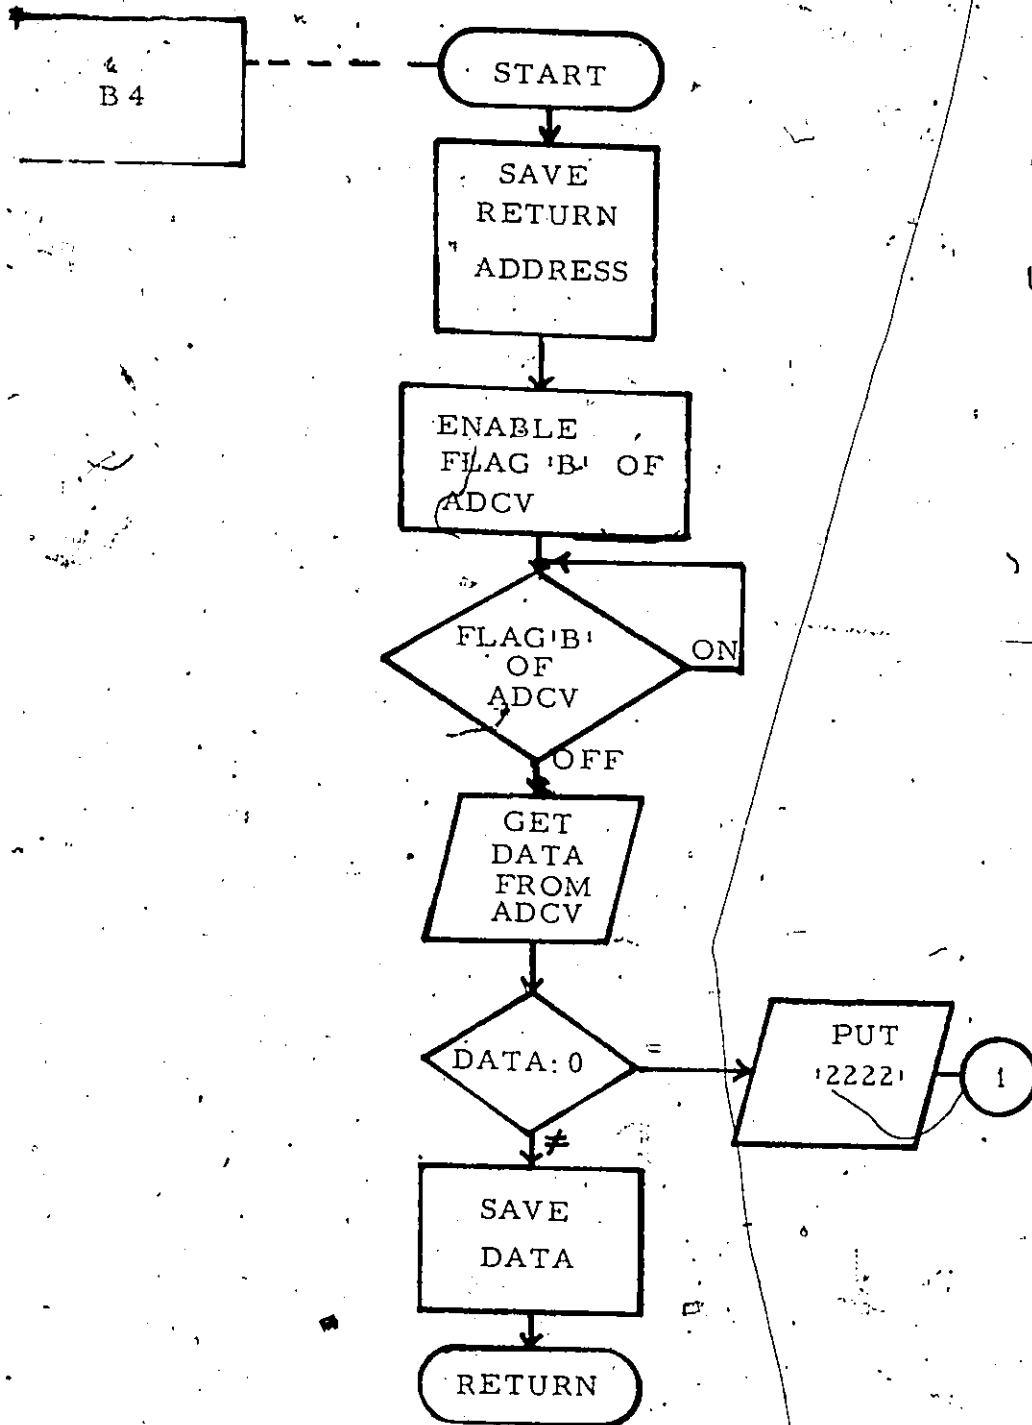 B4
START
SAVE
RETURN
ADDRESS
ENABLE
FLAG 'B' OF
ADCV
FLAG 'B'
OF
ADCV
ON
OFF
GET
DATA
FROM
ADCV
DATA: 0
=
PUT
'2222'
1
≠
SAVE
DATA
RETURN